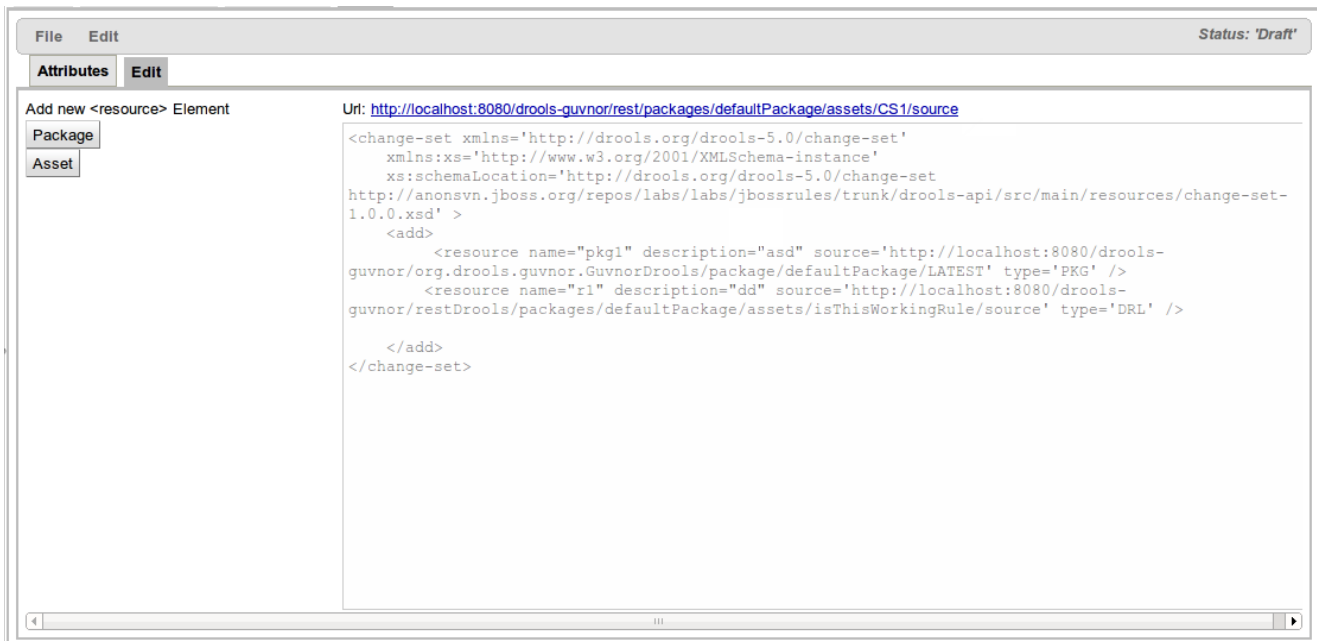 File Edit Status: 'Draft'
Attributes Edit
Add new <resource> Element Url: http://localhost:8080/drools-guvnor/rest/packages/defaultPackage/assets/CS1/source
Package
Asset
<change-set xmlns='http://drools.org/drools-5.0/change-set'
    xmlns:xs='http://www.w3.org/2001/XMLSchema-instance'
    xs:schemaLocation='http://drools.org/drools-5.0/change-set
http://anonsvn.jboss.org/repos/labs/labs/jbossrules/trunk/drools-api/src/main/resources/change-set-
1.0.0.xsd' >
    <add>
         <resource name="pkg1" description="asd" source='http://localhost:8080/drools-
guvnor/org.drools.guvnor.GuvnorDrools/package/defaultPackage/LATEST' type='PKG' />
        <resource name="r1" description="dd" source='http://localhost:8080/drools-
guvnor/restDrools/packages/defaultPackage/assets/isThisWorkingRule/source' type='DRL' />
    </add>
</change-set>